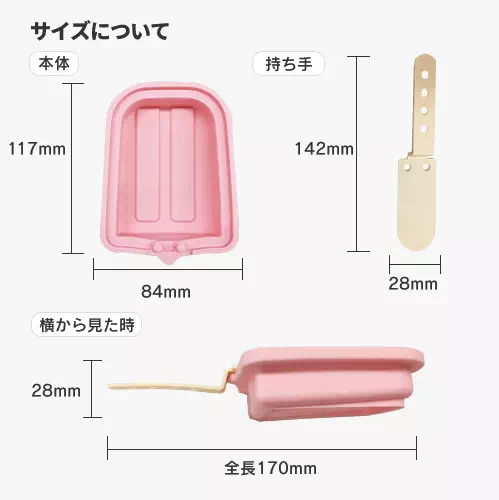 サイズについて
本体
持ち手
117mm
142mm
84mm
28mm
横から見た時
28mm
全長170mm